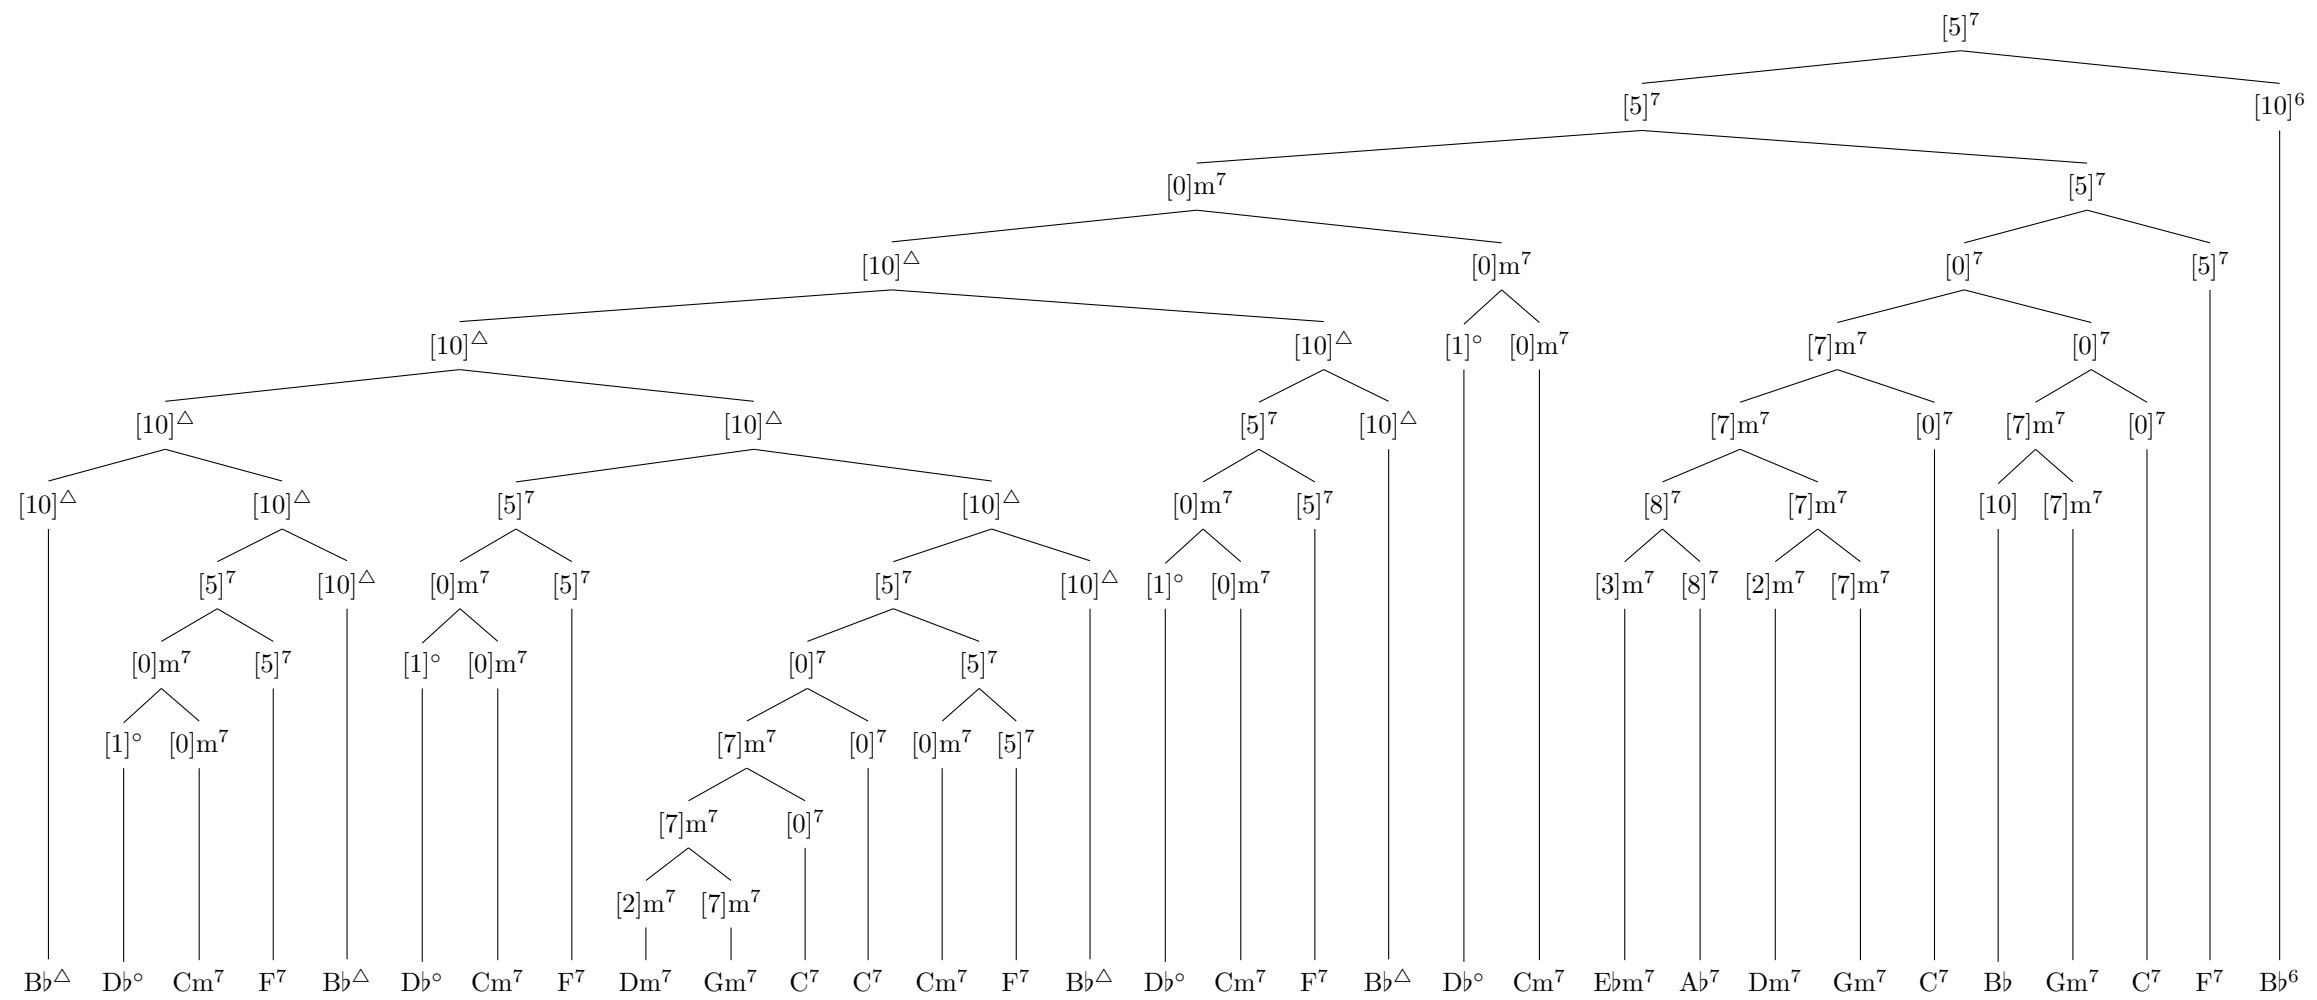 [5]⁷
[5]⁷ [10]⁶
[0]m⁷ [5]⁷
[10]△ [0]m⁷ [0]⁷ [5]⁷
[10]△ [10]△ [1]° [0]m⁷ [7]m⁷ [0]⁷
[10]△ [10]△ [5]⁷ [10]△ [7]m⁷ [0]⁷ [7]m⁷ [0]⁷
[10]△ [10]△ [5]⁷ [10]△ [0]m⁷ [5]⁷ [8]⁷ [7]m⁷ [10] [7]m⁷
[5]⁷ [10]△ [0]m⁷ [5]⁷ [5]⁷ [10]△ [1]° [0]m⁷ [3]m⁷ [8]⁷ [2]m⁷ [7]m⁷
[0]m⁷ [5]⁷ [1]° [0]m⁷ [0]⁷ [5]⁷
[1]° [0]m⁷ [7]m⁷ [0]⁷ [0]m⁷ [5]⁷
[7]m⁷ [0]⁷
[2]m⁷ [7]m⁷
B♭△ D♭° Cm⁷ F⁷ B♭△ D♭° Cm⁷ F⁷ Dm⁷ Gm⁷ C⁷ C⁷ Cm⁷ F⁷ B♭△ D♭° Cm⁷ F⁷ B♭△ D♭° Cm⁷ E♭m⁷ A♭⁷ Dm⁷ Gm⁷ C⁷ B♭ Gm⁷ C⁷ F⁷ B♭⁶